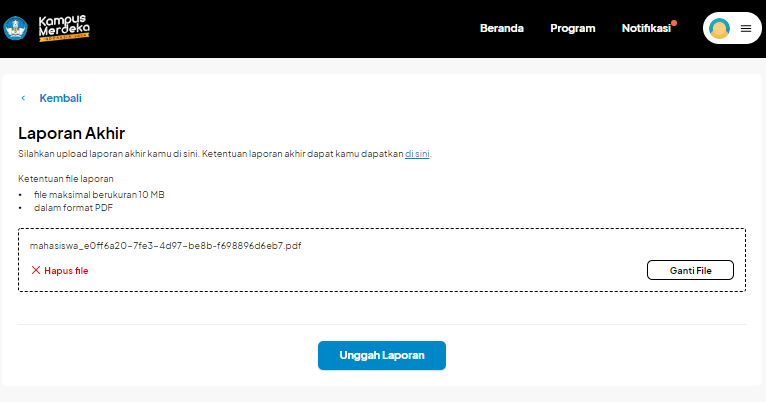 Kampus
Merdeka
INDONESIA JAYA
Beranda
Program
Notifikasi
Kembali
Laporan Akhir
Silahkan upload laporan akhir kamu di sini. Ketentuan laporan akhir dapat kamu dapatkan di sini.
Ketentuan file laporan
• file maksimal berukuran 10 MB
• dalam format PDF
mahasiswa_e0ff6a20-7fe3-4d97-be8b-f698896d6eb7.pdf
Hapus file
Ganti File
Unggah Laporan